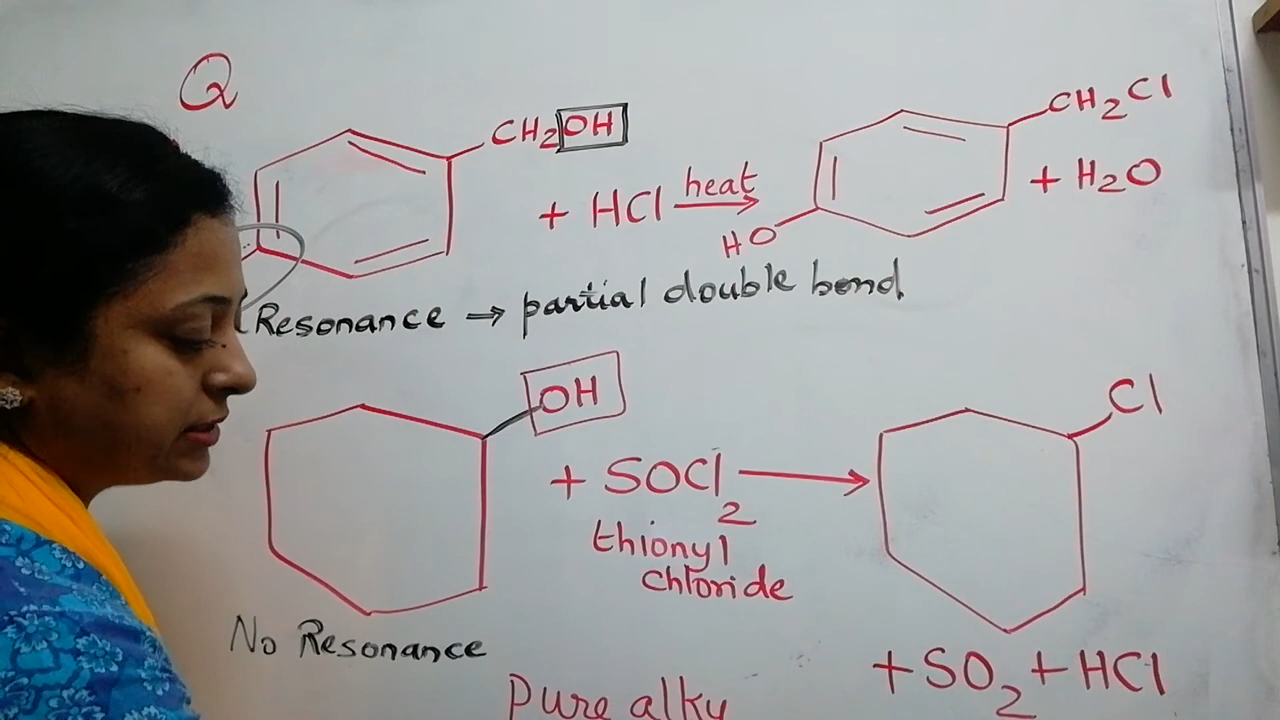 Q
CH2OH
+ HCl heat →
CH2Cl
+ H2O
HO
Resonance → partial double bond
OH
+ SOCl2 →
thionyl
chloride
Cl
No Resonance
+ SO2 + HCl
Pure alky